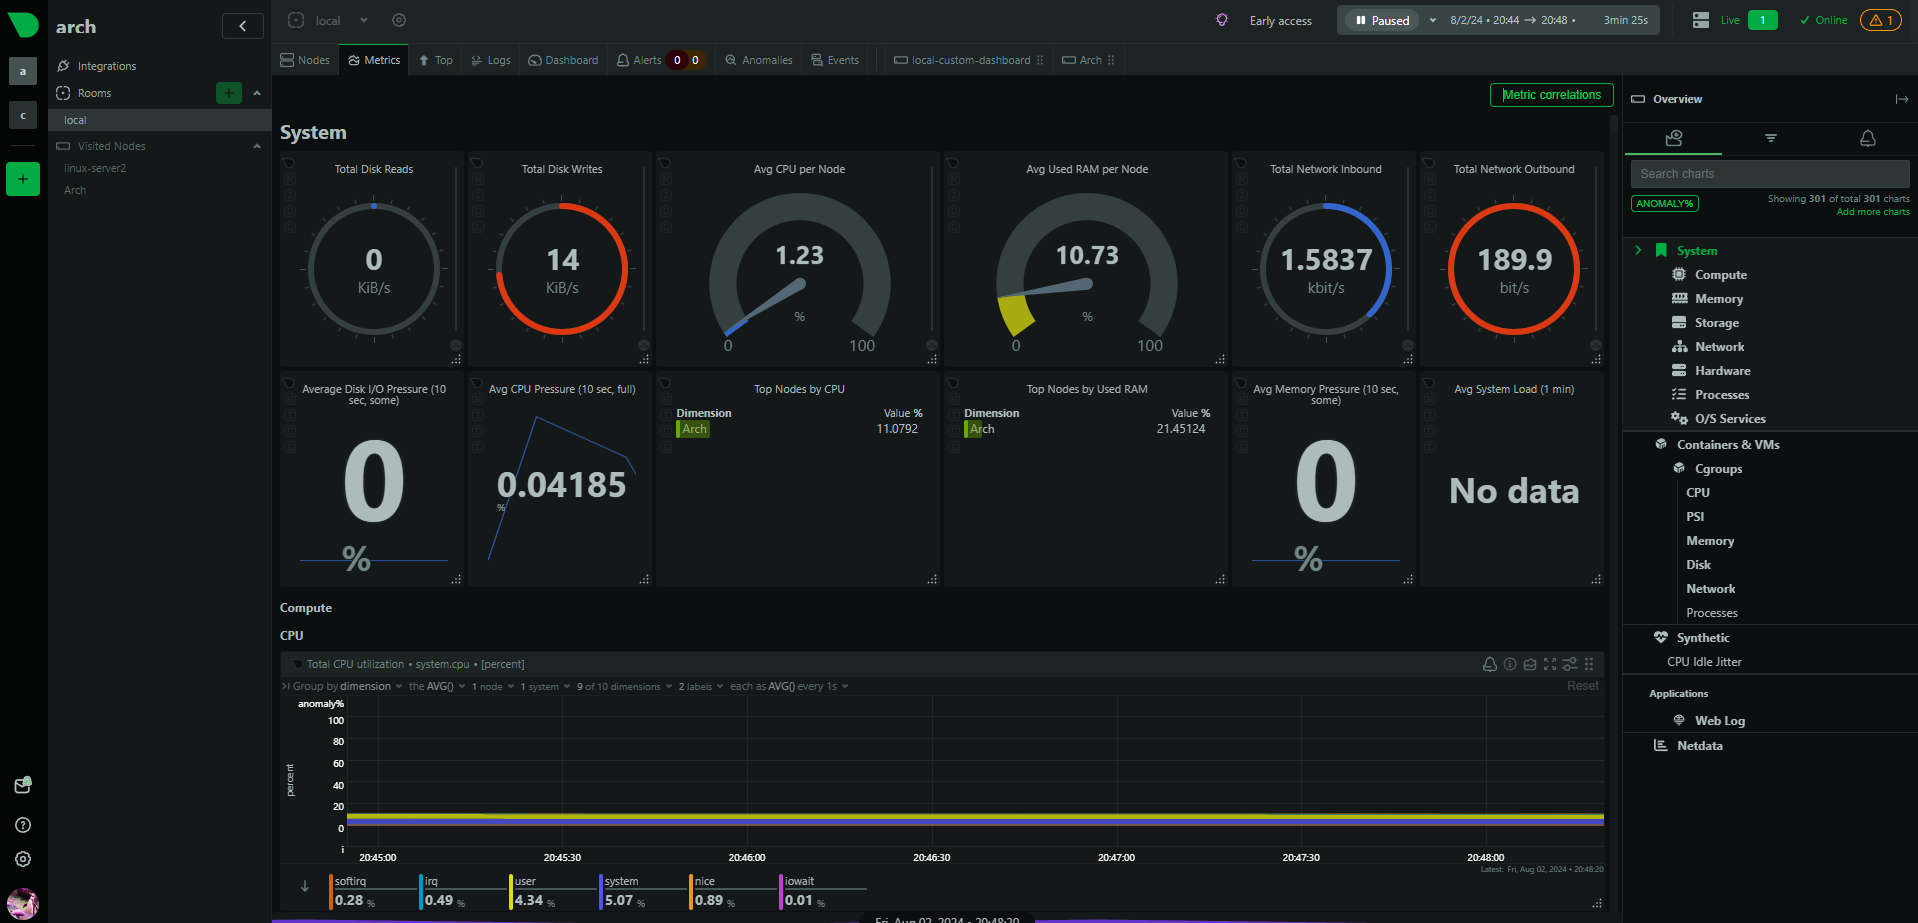 arch
local
Early access
Paused
8/2/24 • 20:44 → 20:48 •
3min 25s
Live
1
Online
1
a
c
+
Integrations
Rooms
+
local
Visited Nodes
linux-server2
Arch
Nodes
Metrics
Top
Logs
Dashboard
Alerts
0
0
Anomalies
Events
local-custom-dashboard
Arch
Metric correlations
System
Total Disk Reads
0
KiB/s
Total Disk Writes
14
KiB/s
Avg CPU per Node
1.23
%
0
100
Avg Used RAM per Node
10.73
%
0
100
Total Network Inbound
1.5837
kbit/s
Total Network Outbound
189.9
bit/s
Average Disk I/O Pressure (10
sec, some)
0
%
Avg CPU Pressure (10 sec, full)
0.04185
%
Top Nodes by CPU
Dimension Value %
Arch 11.0792
Top Nodes by Used RAM
Dimension Value %
Arch 21.45124
Avg Memory Pressure (10 sec,
some)
0
%
Avg System Load (1 min)
No data
Compute
CPU
Total CPU utilization • system.cpu • [percent]
Group by dimension the AVG() 1 node 1 system 9 of 10 dimensions 2 labels each as AVG() every 1s
Reset
anomaly%
100
80
60
40
20
0
i
percent
20:45:00
20:45:30
20:46:00
20:46:30
20:47:00
20:47:30
20:48:00
Latest: Fri, Aug 02, 2024 • 20:48:20
softirq
0.28 %
irq
0.49 %
user
4.34 %
system
5.07 %
nice
0.89 %
iowait
0.01 %
Fri, Aug 02, 2024 • 20:48:20
Overview
Search charts
ANOMALY%
Showing 301 of total 301 charts
Add more charts
System
Compute
Memory
Storage
Network
Hardware
Processes
O/S Services
Containers & VMs
Cgroups
CPU
PSI
Memory
Disk
Network
Processes
Synthetic
CPU Idle Jitter
Applications
Web Log
Netdata